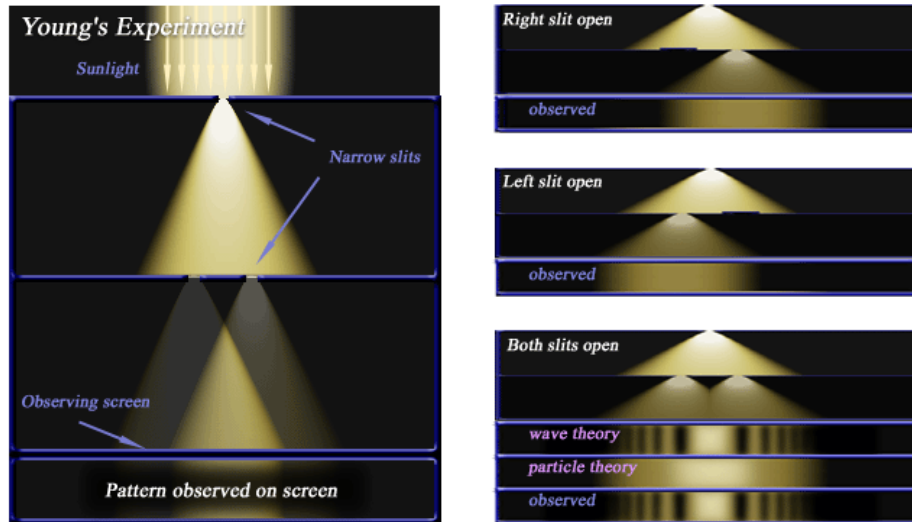 Young's Experiment
Sunlight
Narrow slits
Observing screen
Pattern observed on screen
Right slit open
observed
Left slit open
observed
Both slits open
wave theory
particle theory
observed